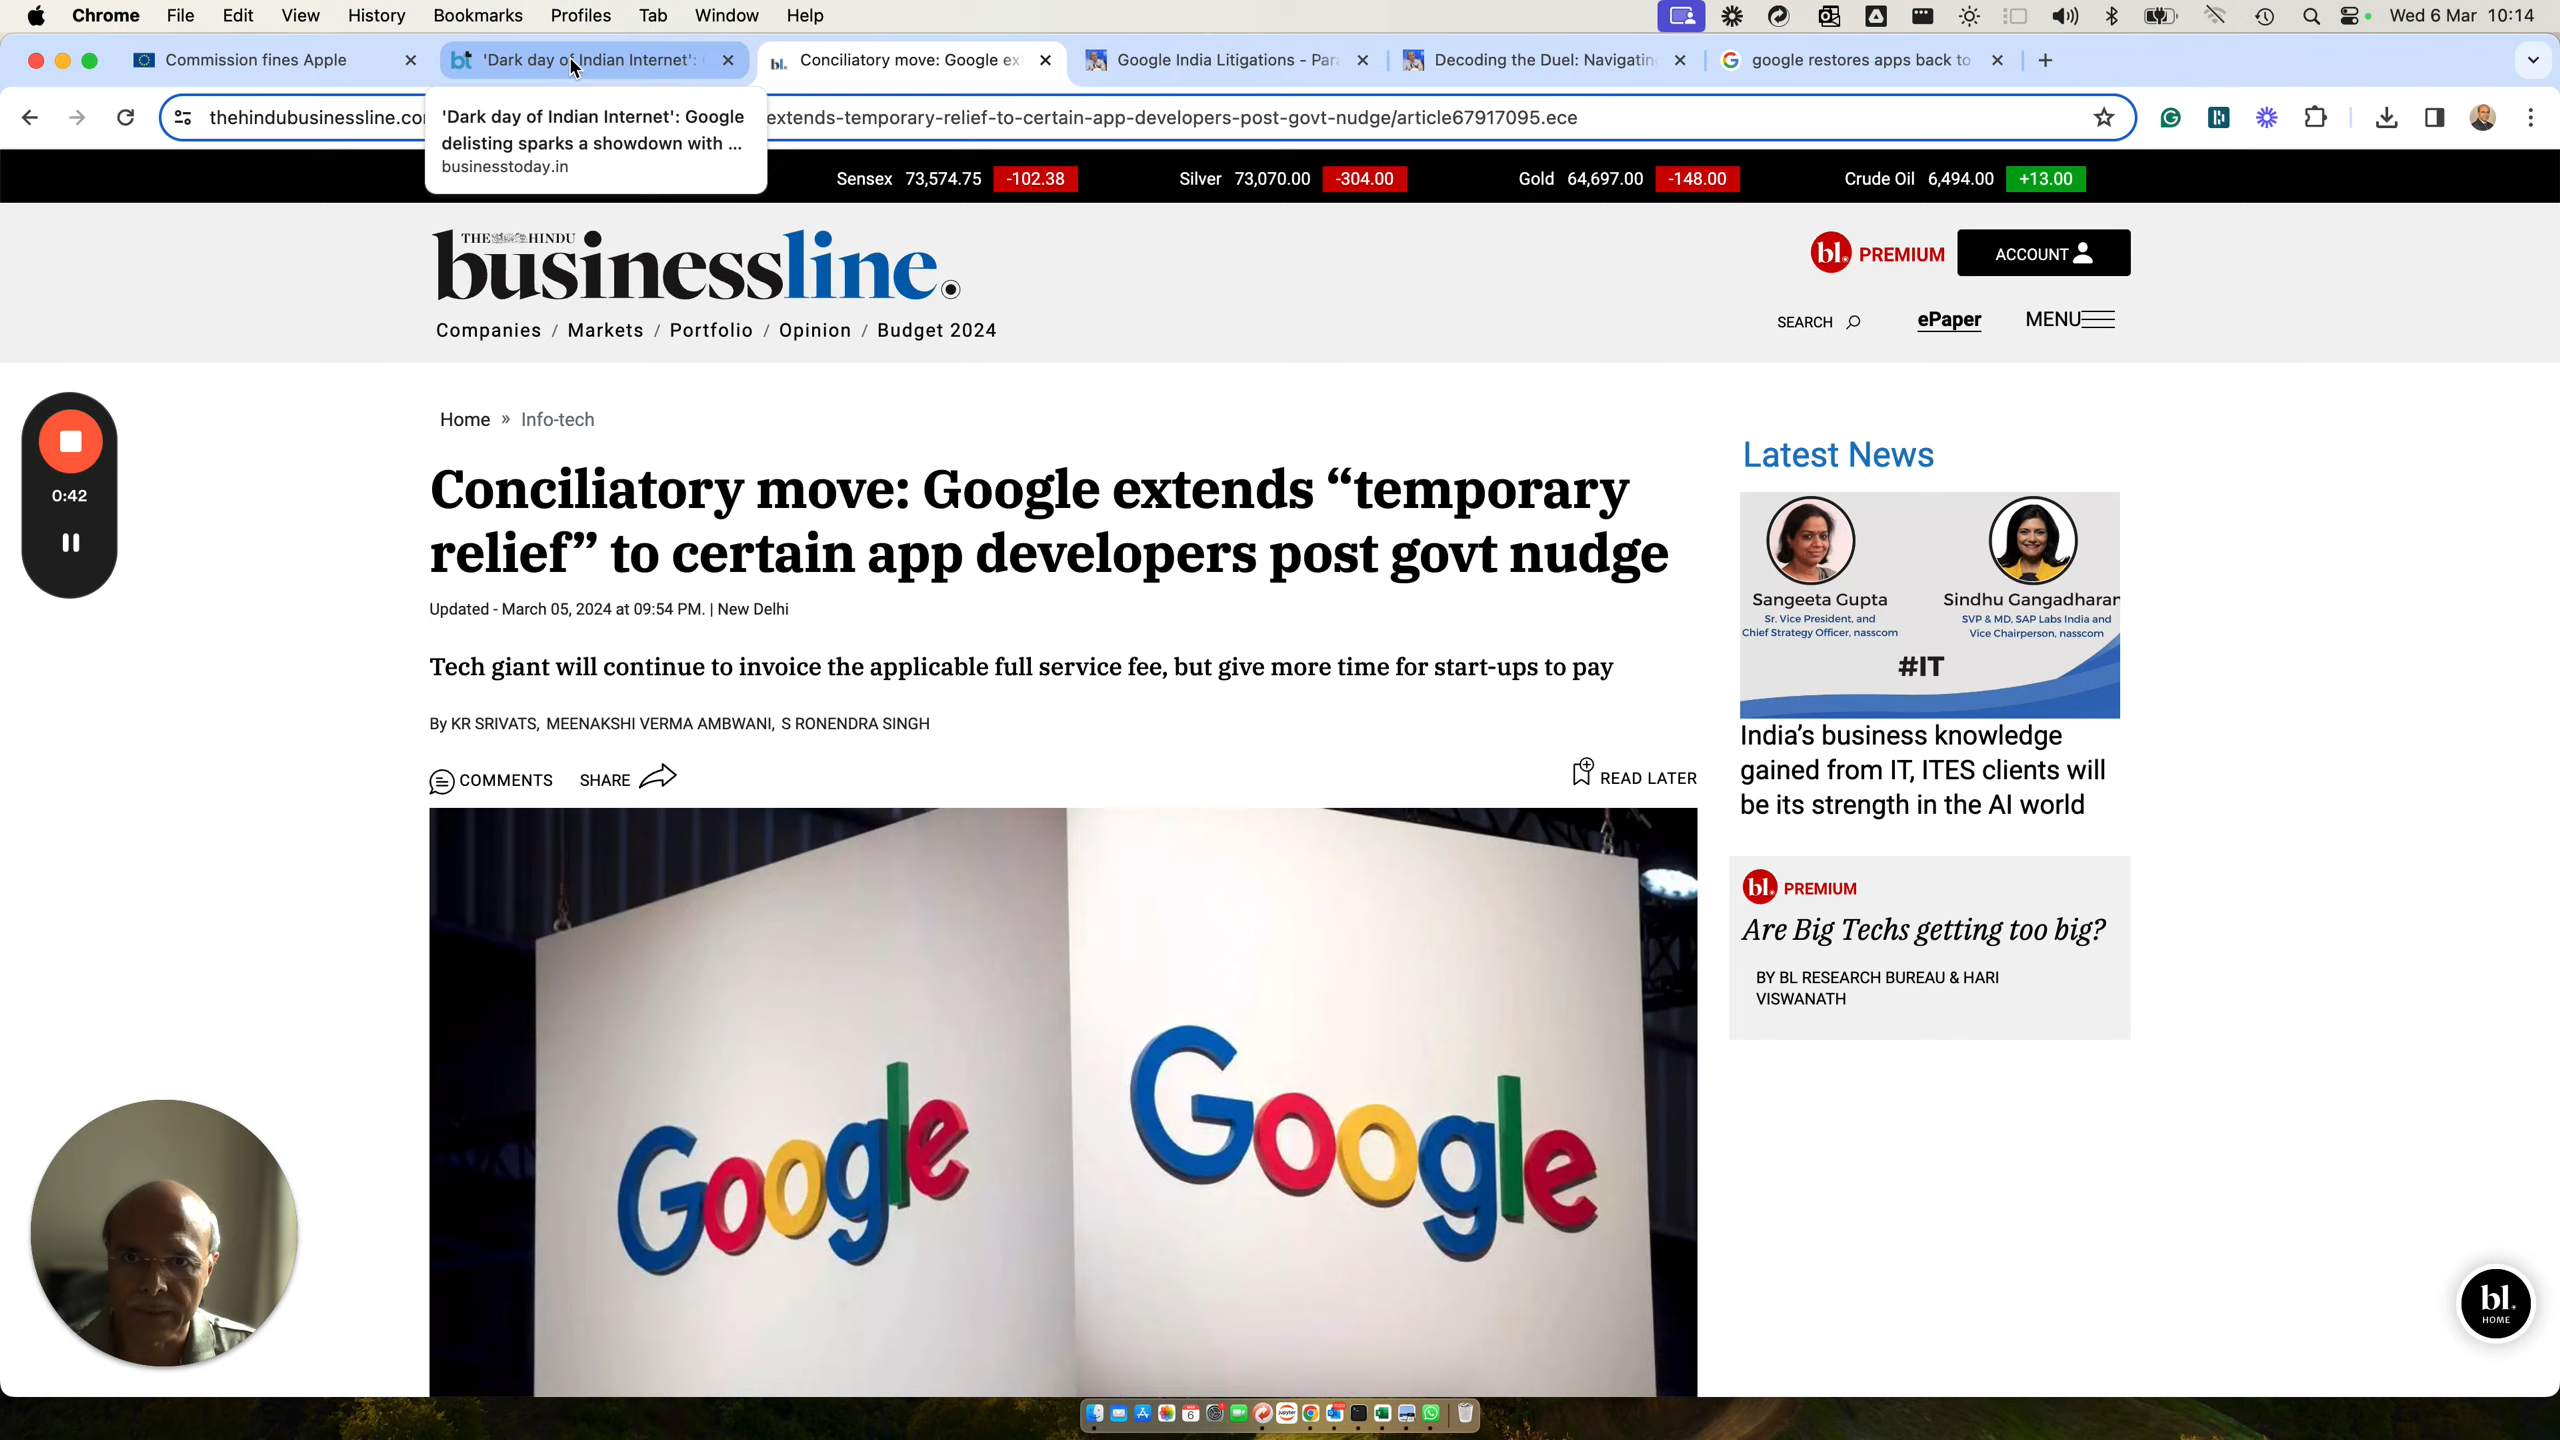 Chrome File Edit View History Bookmarks Profiles Tab Window Help
Wed 6 Mar 10:14
Commission fines Apple
'Dark day of Indian Internet':
Conciliatory move: Google ex
Google India Litigations - Par
Decoding the Duel: Navigatin
google restores apps back to
thehindubusinessline.co
extends-temporary-relief-to-certain-app-developers-post-govt-nudge/article67917095.ece
'Dark day of Indian Internet': Google
delisting sparks a showdown with ...
businesstoday.in
Sensex 73,574.75 -102.38
Silver 73,070.00 -304.00
Gold 64,697.00 -148.00
Crude Oil 6,494.00 +13.00
THE HINDU
businessline.
bl. PREMIUM
ACCOUNT
Companies / Markets / Portfolio / Opinion / Budget 2024
SEARCH
ePaper
MENU
Home » Info-tech
0:42
Conciliatory move: Google extends “temporary
relief” to certain app developers post govt nudge
Updated - March 05, 2024 at 09:54 PM. | New Delhi
Tech giant will continue to invoice the applicable full service fee, but give more time for start-ups to pay
By KR SRIVATS, MEENAKSHI VERMA AMBWANI, S RONENDRA SINGH
COMMENTS SHARE
READ LATER
Google
Google
Latest News
Sangeeta Gupta
Sr. Vice President, and
Chief Strategy Officer, nasscom
Sindhu Gangadharan
SVP & MD, SAP Labs India and
Vice Chairperson, nasscom
#IT
India’s business knowledge
gained from IT, ITES clients will
be its strength in the AI world
bl. PREMIUM
Are Big Techs getting too big?
BY BL RESEARCH BUREAU & HARI
VISWANATH
bl.
HOME